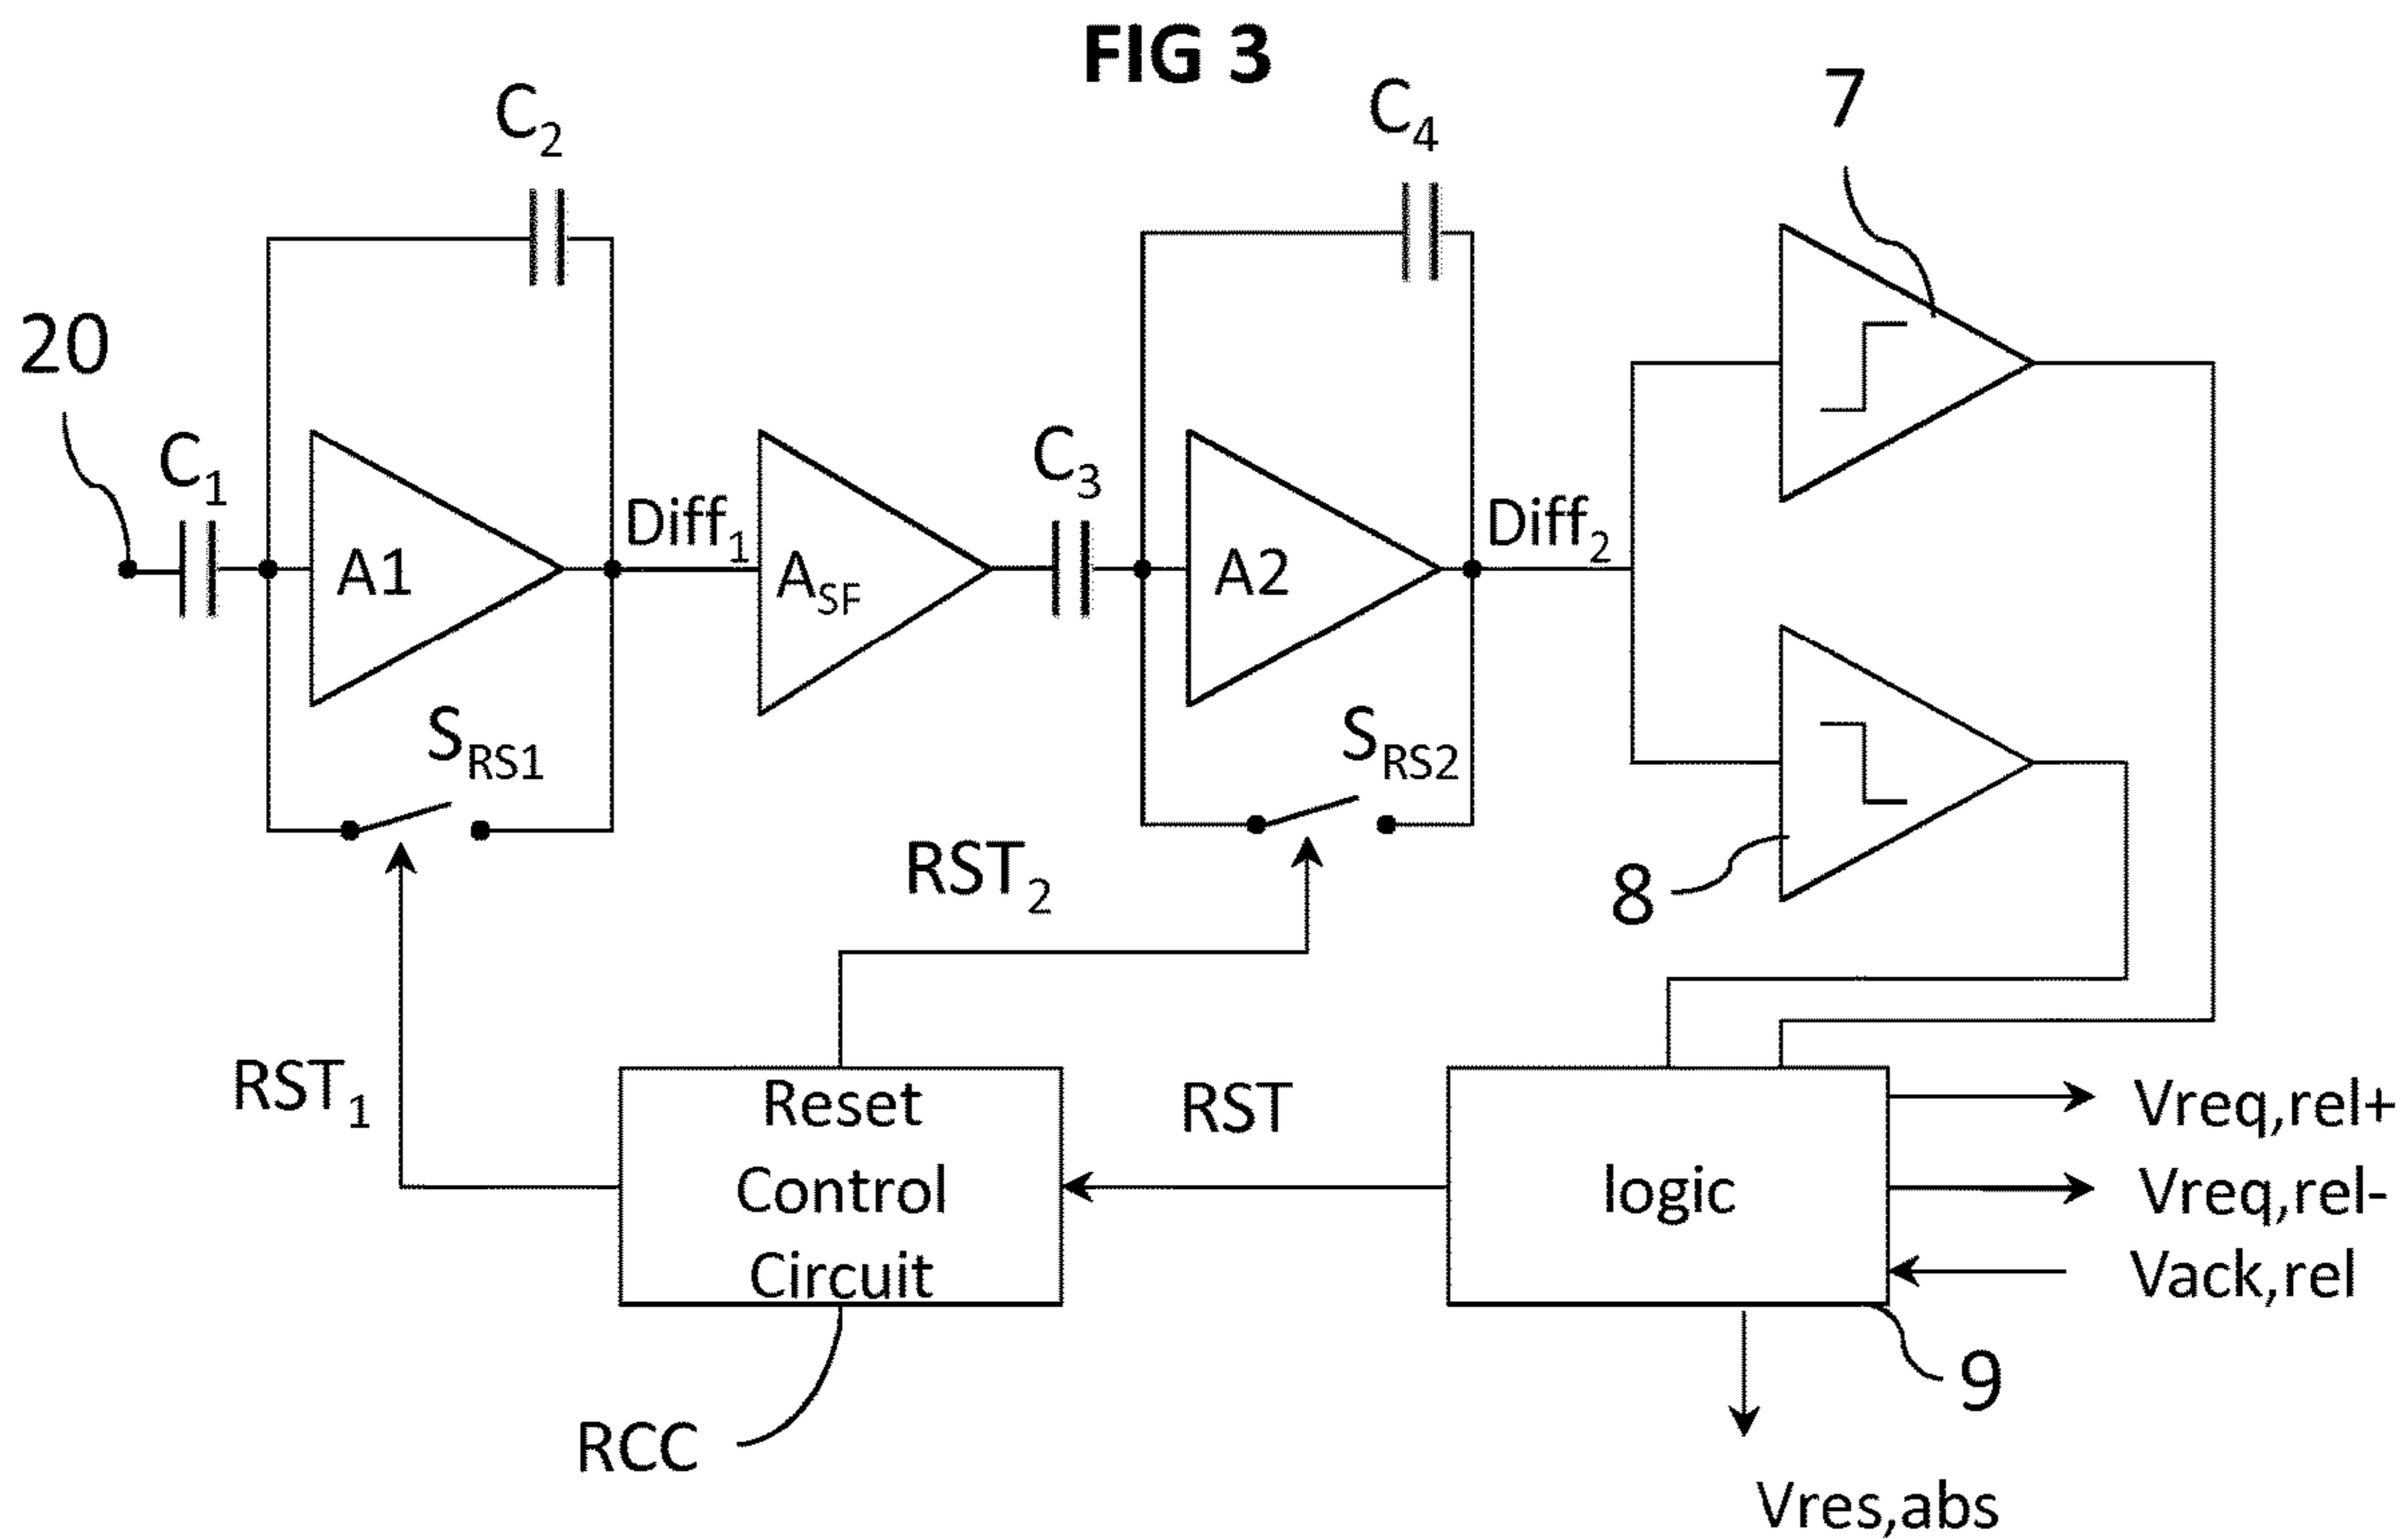 FIG 3
C2
C4
7
20
C1
A1
Diff1
ASF
C3
A2
Diff2
SRS1
SRS2
8
RST2
RST1
Reset
Control
Circuit
RST
logic
Vreq,rel+
Vreq,rel-
Vack,rel
9
RCC
Vres,abs